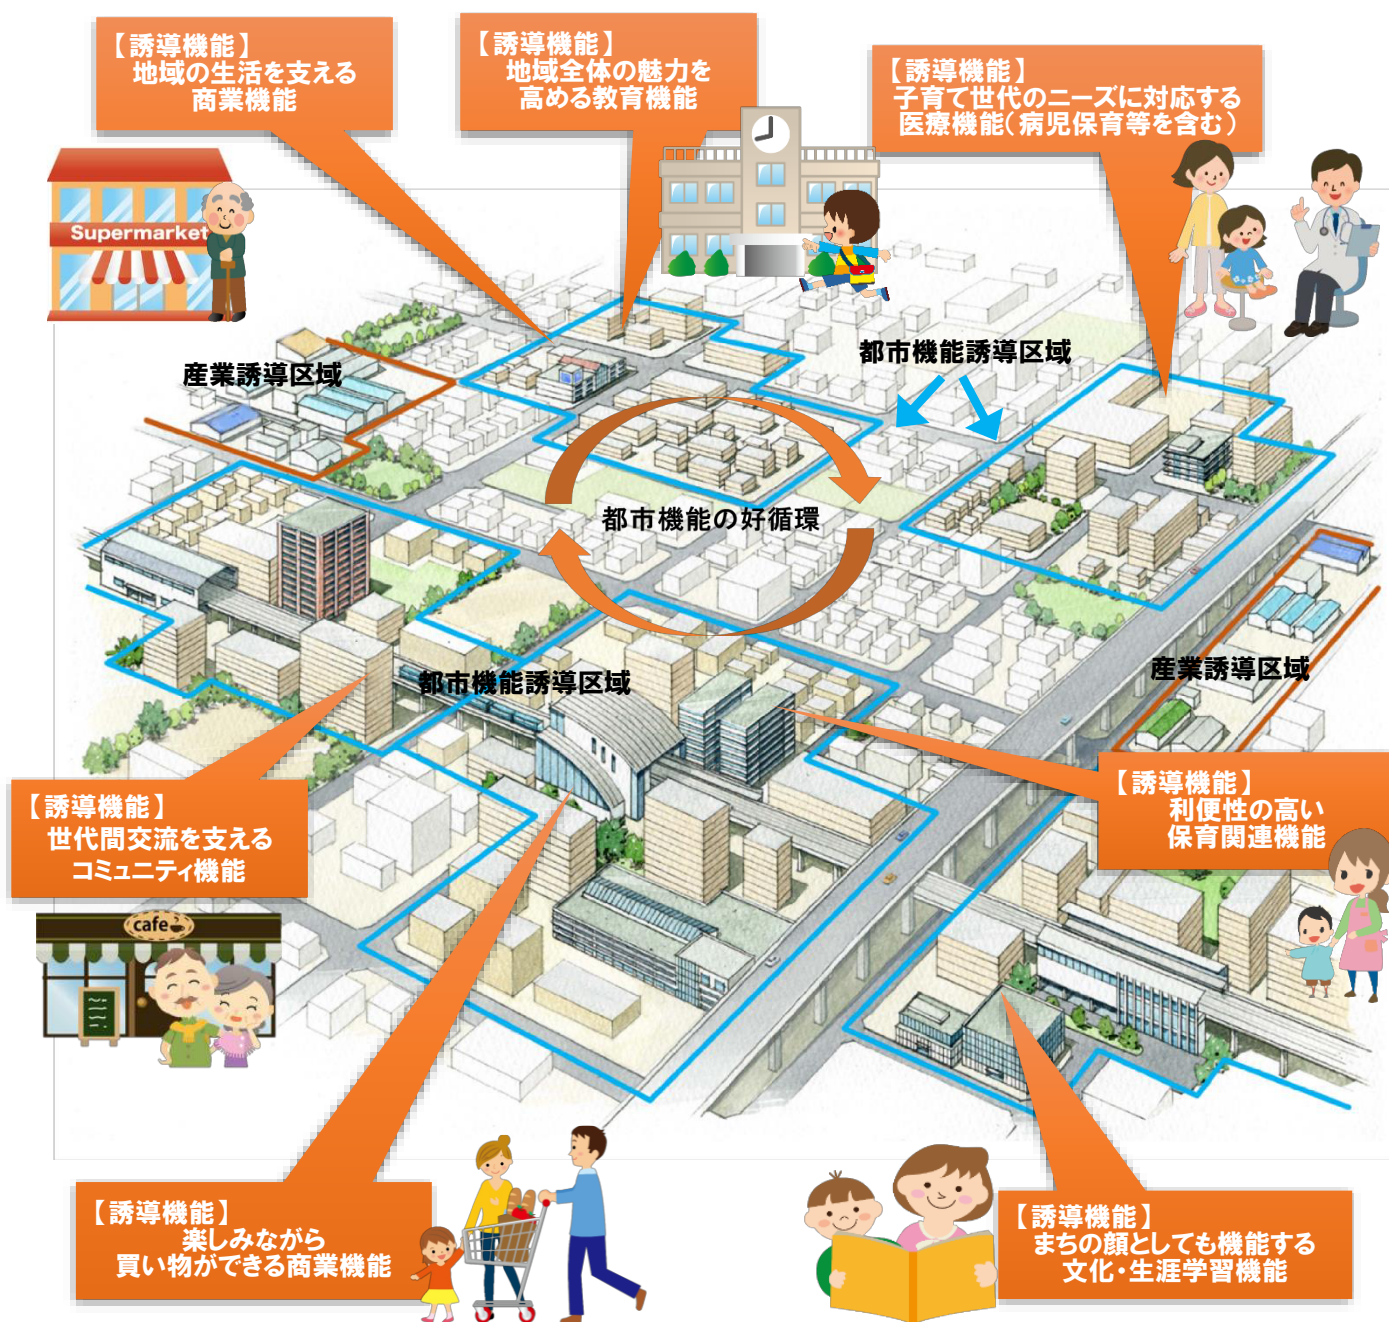 【誘導機能】
地域の生活を支える
商業機能
【誘導機能】
地域全体の魅力を
高める教育機能
【誘導機能】
子育て世代のニーズに対応する
医療機能(病児保育等を含む)
Supermarket
産業誘導区域
都市機能誘導区域
都市機能の好循環
都市機能誘導区域
産業誘導区域
【誘導機能】
世代間交流を支える
コミュニティ機能
【誘導機能】
利便性の高い
保育関連機能
cafe
【誘導機能】
楽しみながら
買い物ができる商業機能
【誘導機能】
まちの顔としても機能する
文化・生涯学習機能